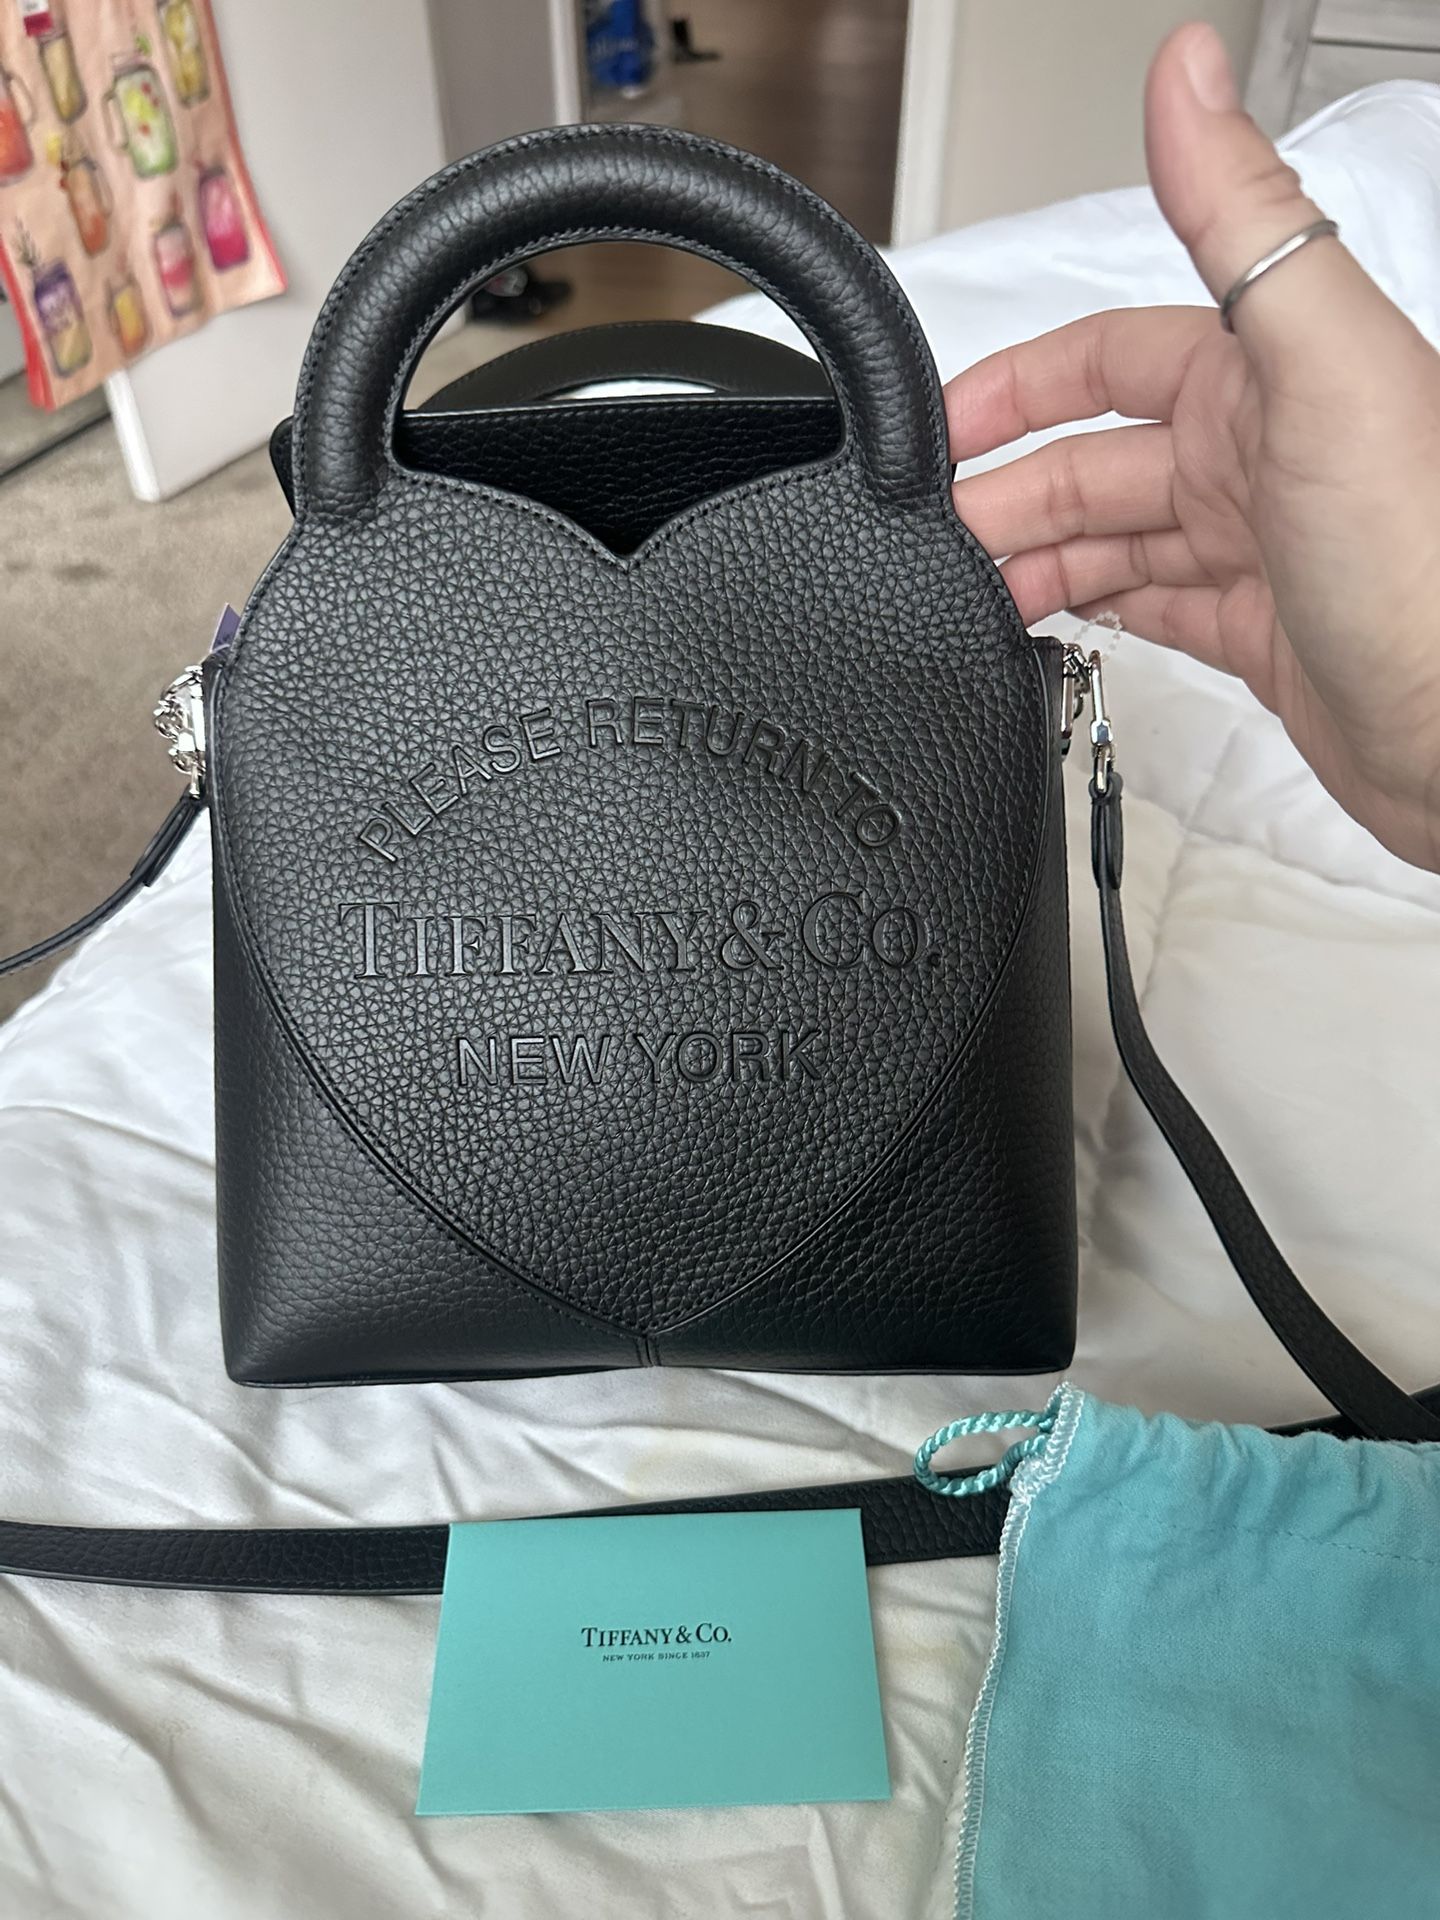 PLEASE RETURN TO
TIFFANY & CO.
NEW YORK
TIFFANY & CO.
NEW YORK SINCE 1837